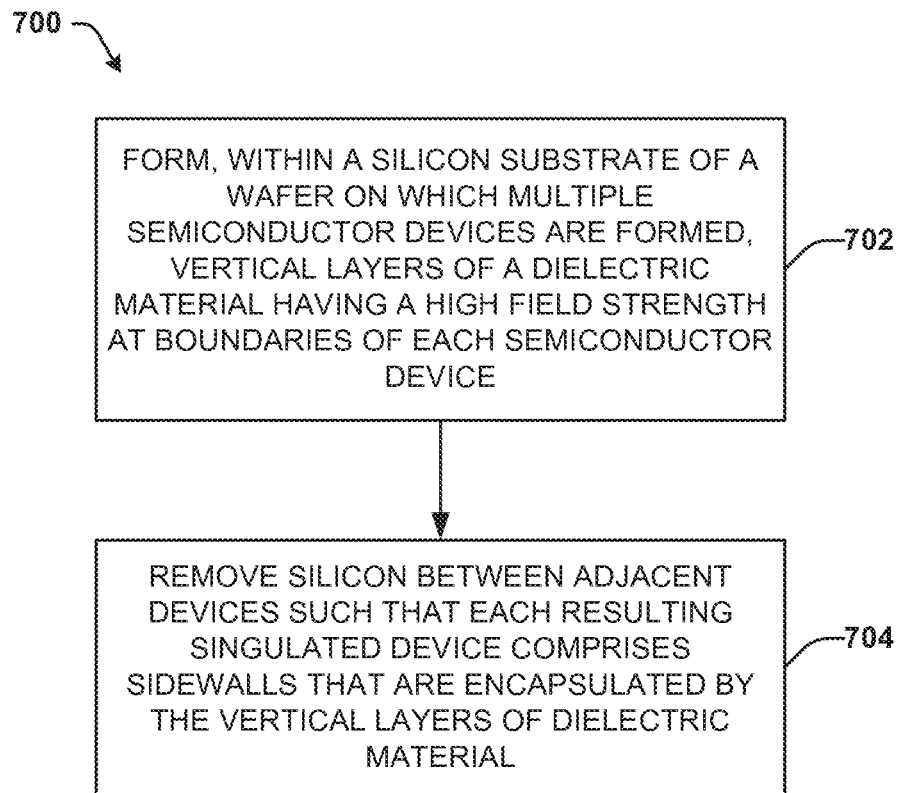 700
FORM, WITHIN A SILICON SUBSTRATE OF A
WAFER ON WHICH MULTIPLE
SEMICONDUCTOR DEVICES ARE FORMED,
VERTICAL LAYERS OF A DIELECTRIC
MATERIAL HAVING A HIGH FIELD STRENGTH
AT BOUNDARIES OF EACH SEMICONDUCTOR
DEVICE
702
REMOVE SILICON BETWEEN ADJACENT
DEVICES SUCH THAT EACH RESULTING
SINGULATED DEVICE COMPRISES
SIDEWALLS THAT ARE ENCAPSULATED BY
THE VERTICAL LAYERS OF DIELECTRIC
MATERIAL
704